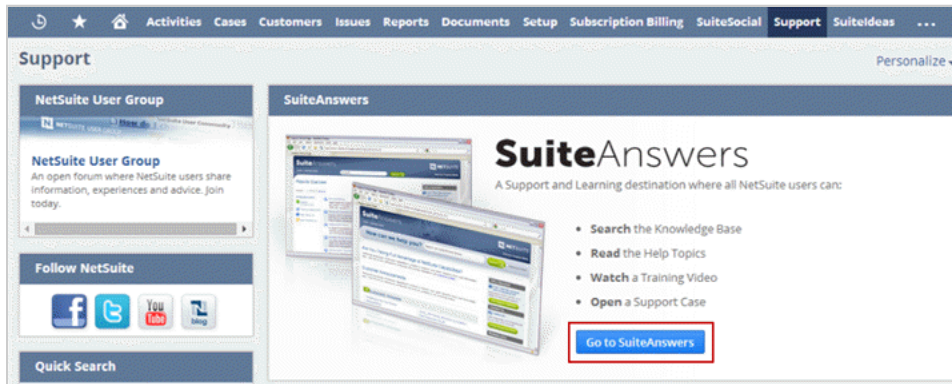 Activities Cases Customers Issues Reports Documents Setup Subscription Billing SuiteSocial Support SuiteIdeas ...
Support
Personalize
NetSuite User Group
NetSuite User Group
An open forum where NetSuite users share
information, experiences and advice. Join
today.
Follow NetSuite
You
Tube
blog
Quick Search
SuiteAnswers
SuiteAnswers
A Support and Learning destination where all NetSuite users can:
• Search the Knowledge Base
• Read the Help Topics
• Watch a Training Video
• Open a Support Case
Go to SuiteAnswers